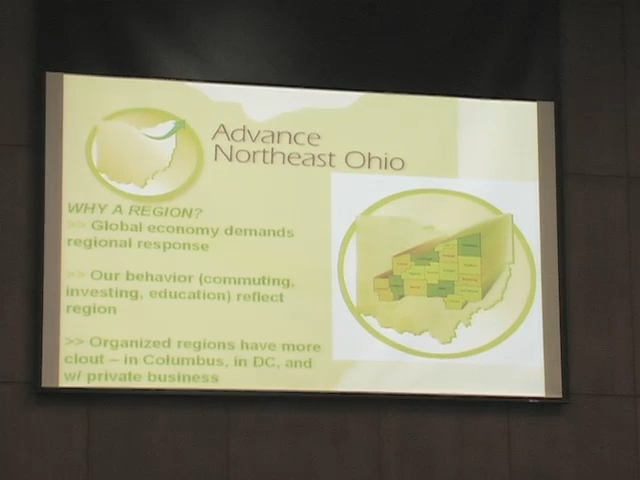 Advance
Northeast Ohio
WHY A REGION?
>> Global economy demands
regional response
>> Our behavior (commuting,
investing, education) reflect
region
>> Organized regions have more
clout – in Columbus, in DC, and
w/ private business